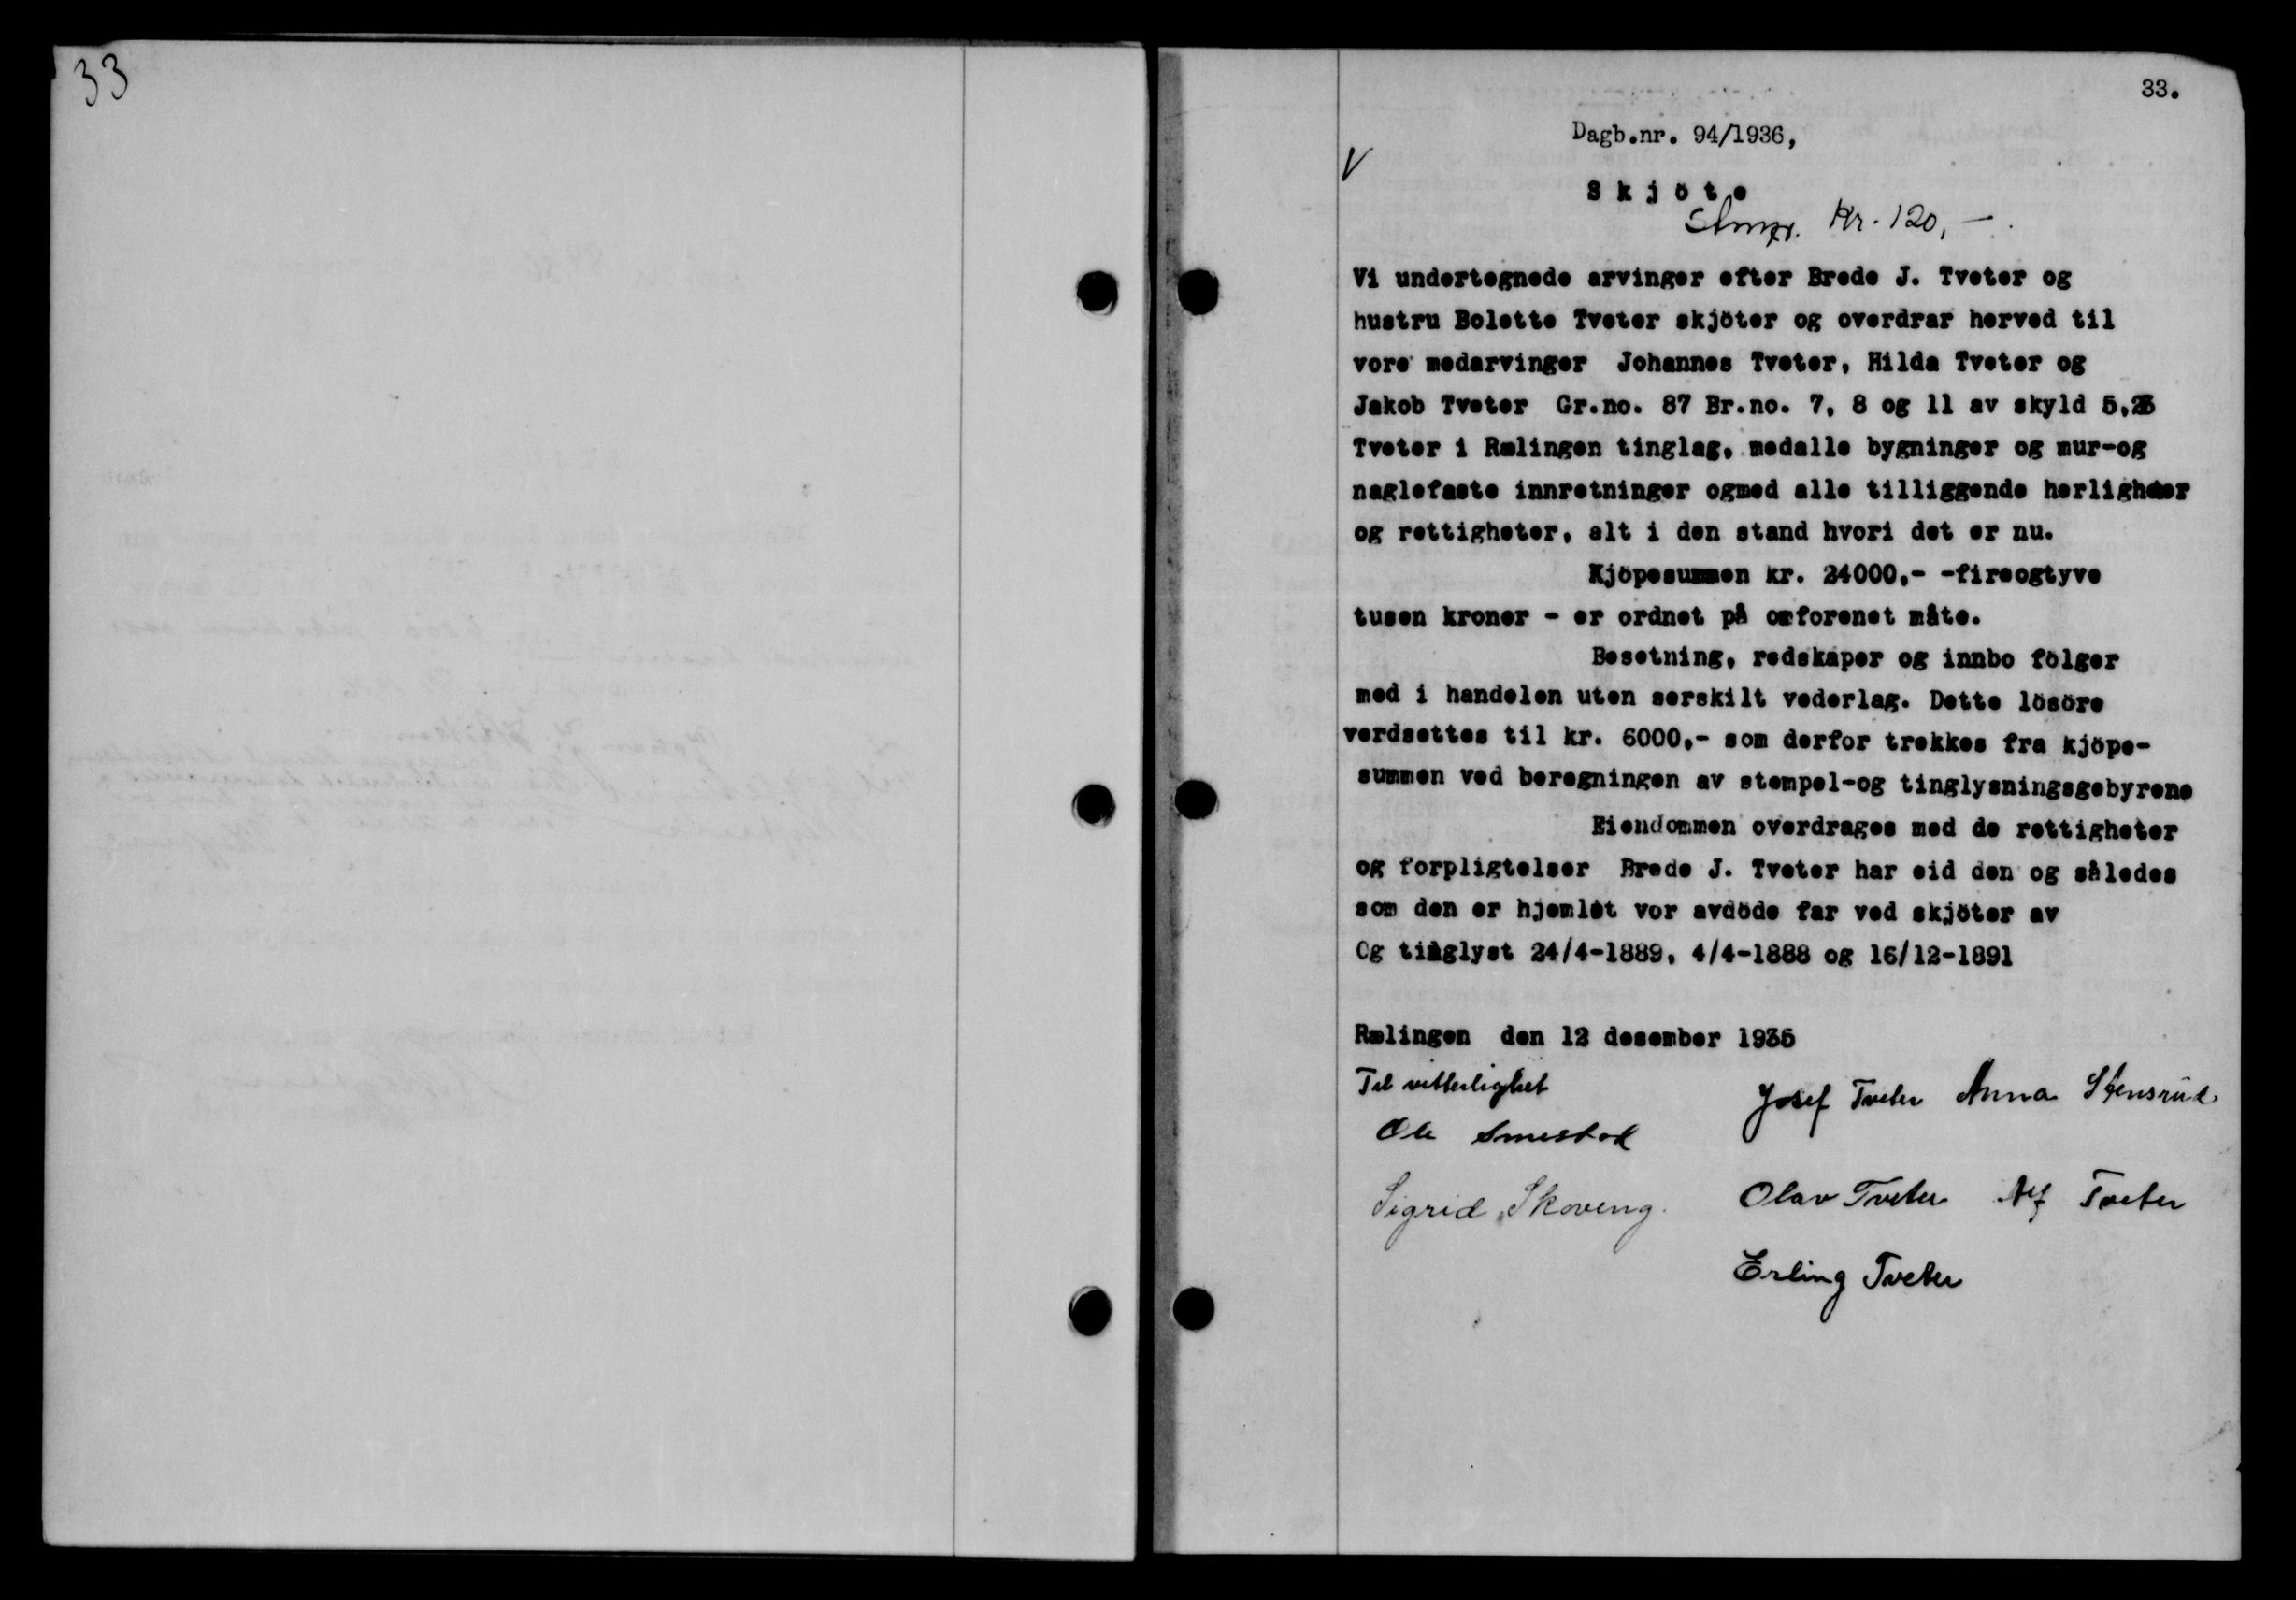 33
33.
Dagb.nr. 94/1936,
V
Skjöte
Kr. 120,-.
Vi undertegnede arvinger efter Brede J. Tveter og
hustru Bolette Tveter skjöter og overdrar herved til
vore medarvinger Johannes Tveter, Hilda Tveter og
Jakob Tveter Gr.no. 87 Br.no. 7, 8 og 11 av skyld
Tveter i Rælingen tinglag, medalle bygninger og mur-og
naglefaste innretninger ogmed alle tilliggende herligheter
og rettigheter, alt i den stand hvori det er nu.
Kjöpesummen kr. 24000,- -fireogtyve
tusen kroner - er ordnet på omforenet måte.
Besetning, redskaper og innbo fölger
med i handelen uten serskilt vederlag. Dette lösöre
verdsettes til kr. 6000,- som derfor trekkes fra kjöpe-
summen ved beregningen av stempel-og tinglysningsgebyrene
Eiendommen overdrages med de rettigheter
og forpligtelser Brede J. Tveter har eid den og således
som den er hjemlet vor avdöde far ved skjöter av
Og tinglyst 24/4-1889, 4/4-1888 og 16/12-1891
Rælingen den 12 desember 1935
Til vitterlighet
Josef Tveter Anna Stensrud
Ole Smestad
Sigrid Skoveng.
Olav Tveter Alf Tveter
Erling Tveter